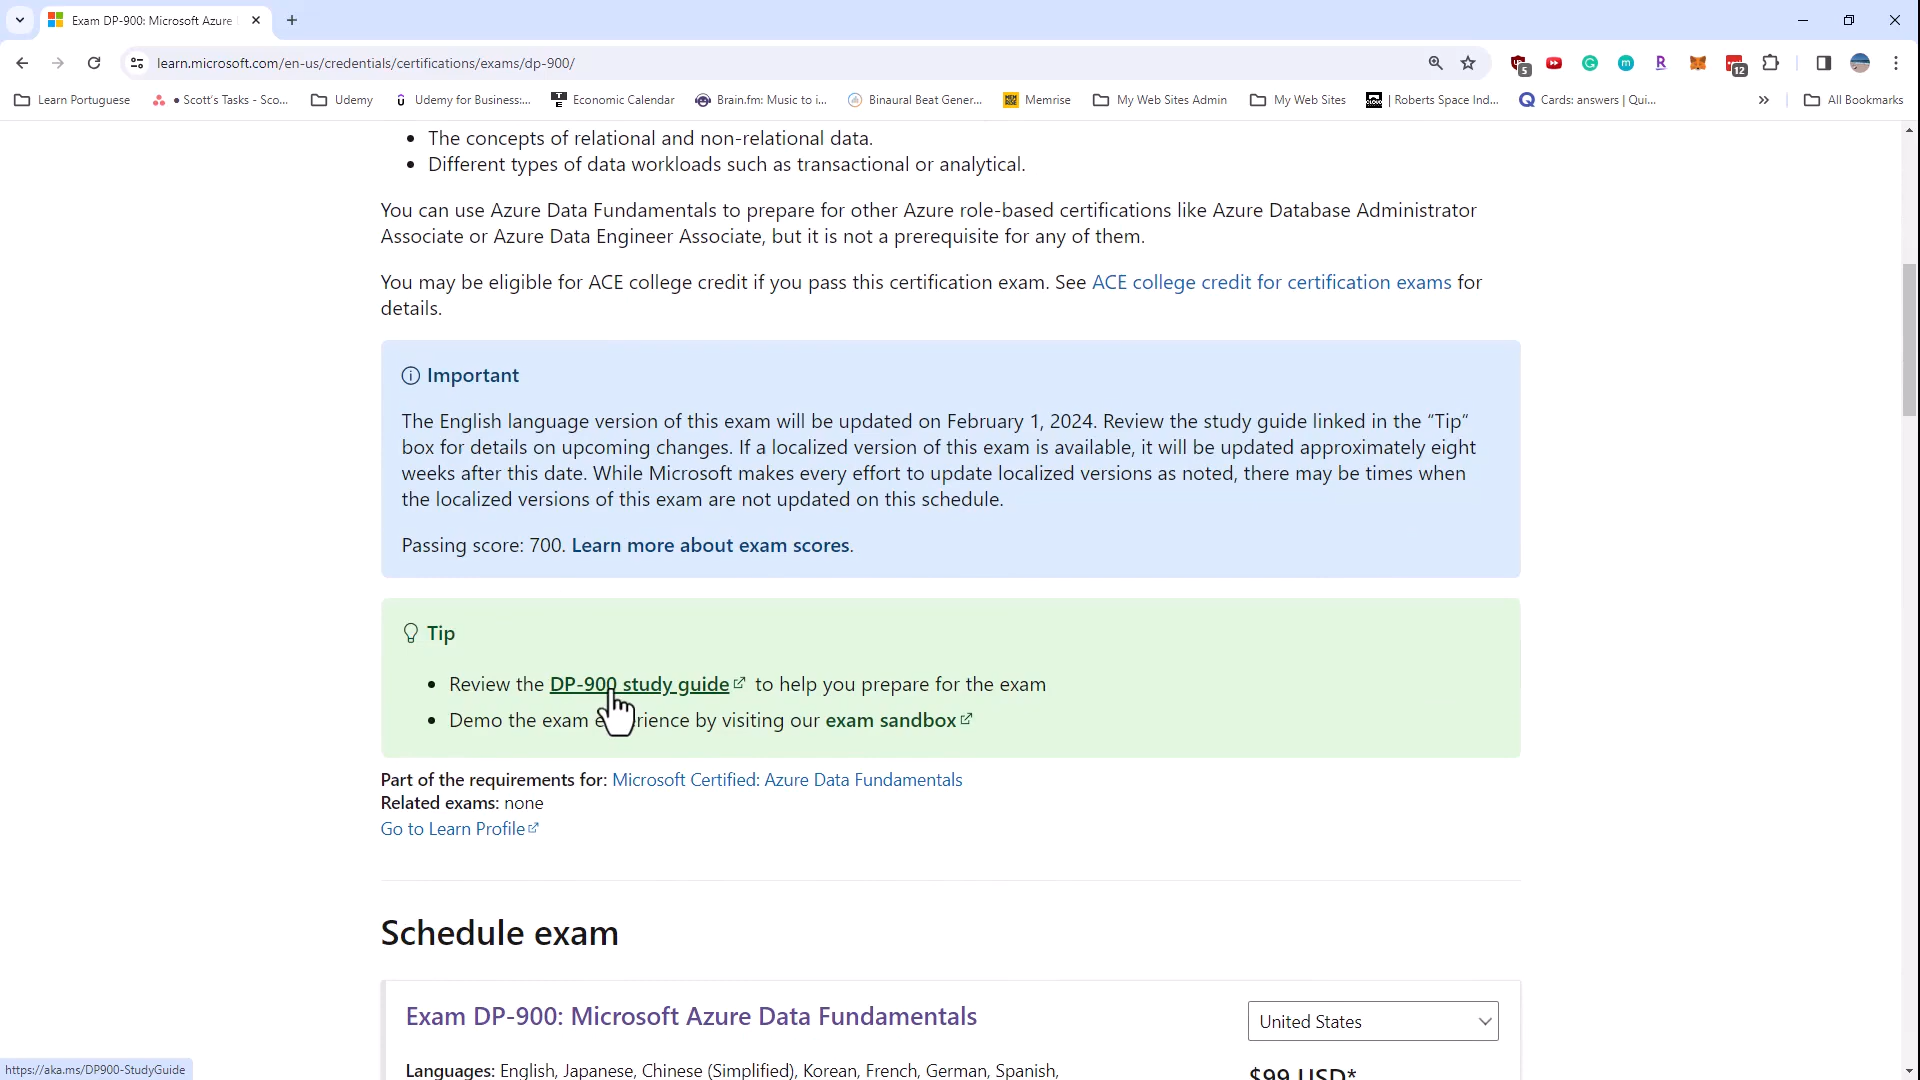 Exam DP-900: Microsoft Azure
learn.microsoft.com/en-us/credentials/certifications/exams/dp-900/
5
12
Learn Portuguese
• Scott's Tasks - Sco...
Udemy
Udemy for Business:...
Economic Calendar
Brain.fm: Music to i...
Binaural Beat Gener...
Memrise
My Web Sites Admin
My Web Sites
| Roberts Space Ind...
Cards: answers | Qui...
All Bookmarks
• The concepts of relational and non-relational data.
• Different types of data workloads such as transactional or analytical.
You can use Azure Data Fundamentals to prepare for other Azure role-based certifications like Azure Database Administrator
Associate or Azure Data Engineer Associate, but it is not a prerequisite for any of them.
You may be eligible for ACE college credit if you pass this certification exam. See ACE college credit for certification exams for
details.
Important
The English language version of this exam will be updated on February 1, 2024. Review the study guide linked in the “Tip”
box for details on upcoming changes. If a localized version of this exam is available, it will be updated approximately eight
weeks after this date. While Microsoft makes every effort to update localized versions as noted, there may be times when
the localized versions of this exam are not updated on this schedule.
Passing score: 700. Learn more about exam scores.
Tip
• Review the DP-900 study guide to help you prepare for the exam
• Demo the exam experience by visiting our exam sandbox
Part of the requirements for: Microsoft Certified: Azure Data Fundamentals
Related exams: none
Go to Learn Profile
Schedule exam
Exam DP-900: Microsoft Azure Data Fundamentals
United States
Languages: English, Japanese, Chinese (Simplified), Korean, French, German, Spanish,
$99 USD*
https://aka.ms/DP900-StudyGuide